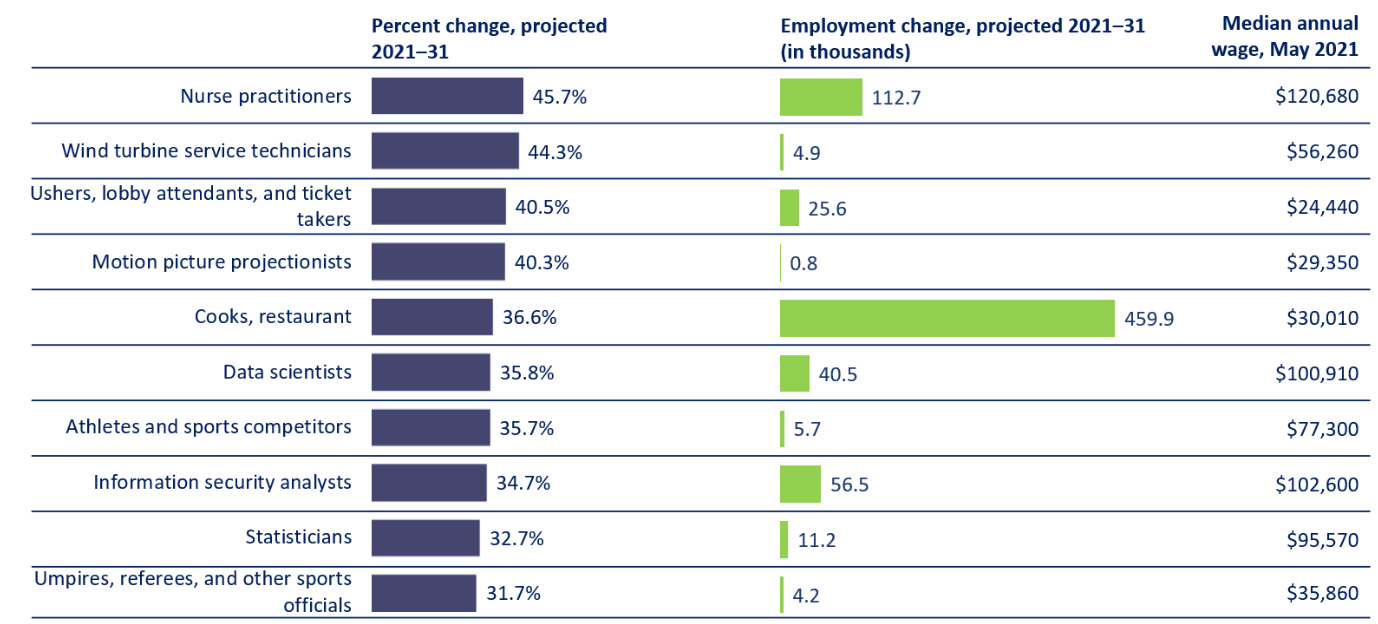 Percent change, projected
2021–31
Employment change, projected 2021–31
(in thousands)
Median annual
wage, May 2021
Nurse practitioners 45.7% 112.7 $120,680
Wind turbine service technicians 44.3% 4.9 $56,260
Ushers, lobby attendants, and ticket
takers 40.5% 25.6 $24,440
Motion picture projectionists 40.3% 0.8 $29,350
Cooks, restaurant 36.6% 459.9 $30,010
Data scientists 35.8% 40.5 $100,910
Athletes and sports competitors 35.7% 5.7 $77,300
Information security analysts 34.7% 56.5 $102,600
Statisticians 32.7% 11.2 $95,570
Umpires, referees, and other sports
officials 31.7% 4.2 $35,860